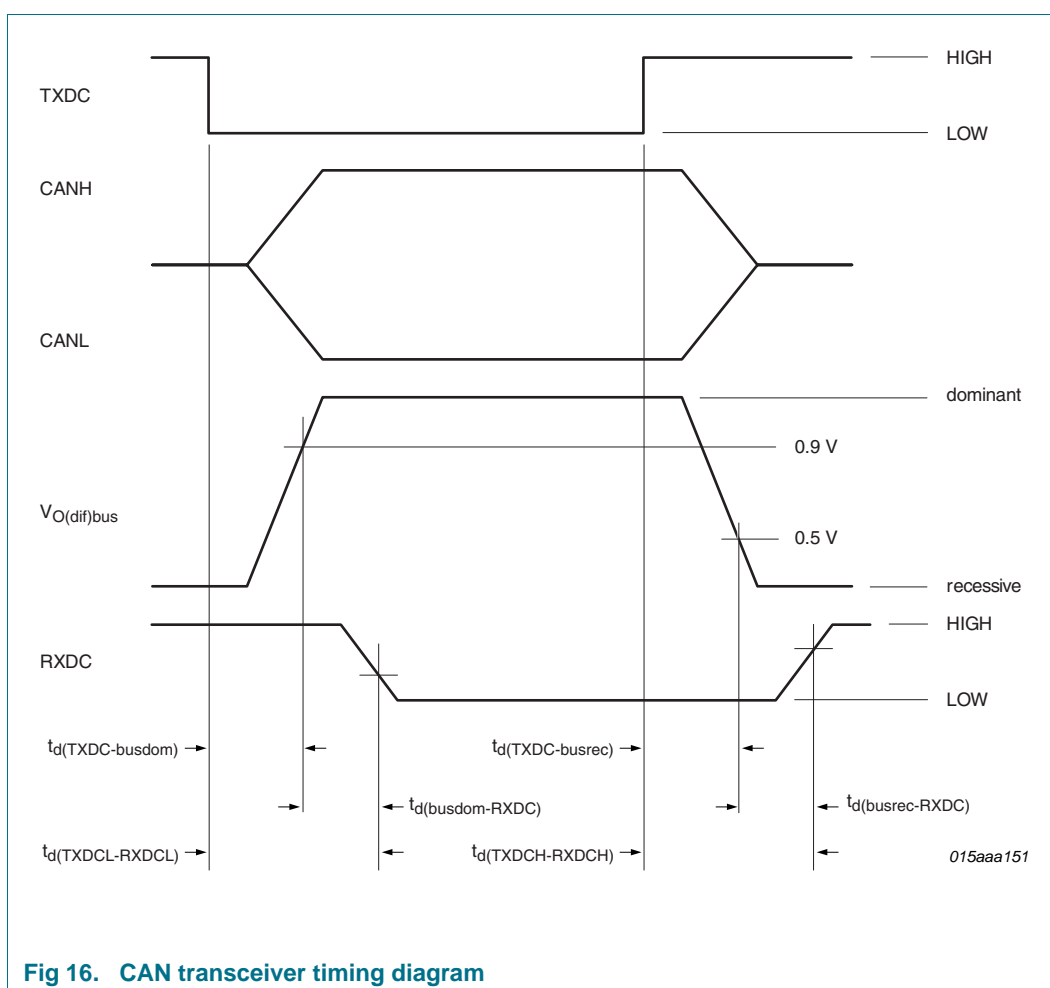 HIGH
TXDC
LOW
CANH
CANL
dominant
0.9 V
VO(dif)bus
0.5 V
recessive
HIGH
RXDC
LOW
td(TXDC-busdom)
td(TXDC-busrec)
td(busdom-RXDC)
td(busrec-RXDC)
td(TXDCL-RXDCL)
td(TXDCH-RXDCH)
015aaa151
Fig 16. CAN transceiver timing diagram